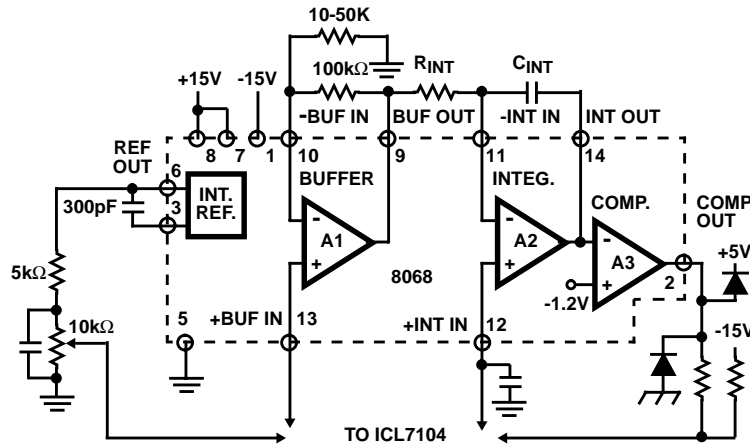 10-50K
100kΩ
RINT
CINT
+15V
-15V
-BUF IN
BUF OUT
-INT IN
INT OUT
REF
OUT
8
7
1
10
9
11
14
6
3
INT.
REF.
300pF
BUFFER
INTEG.
COMP.
COMP
OUT
-
A1
+
-
A2
+
-
A3
+
8068
-1.2V
2
+5V
5kΩ
10kΩ
5
+BUF IN
13
+INT IN
12
-15V
TO ICL7104